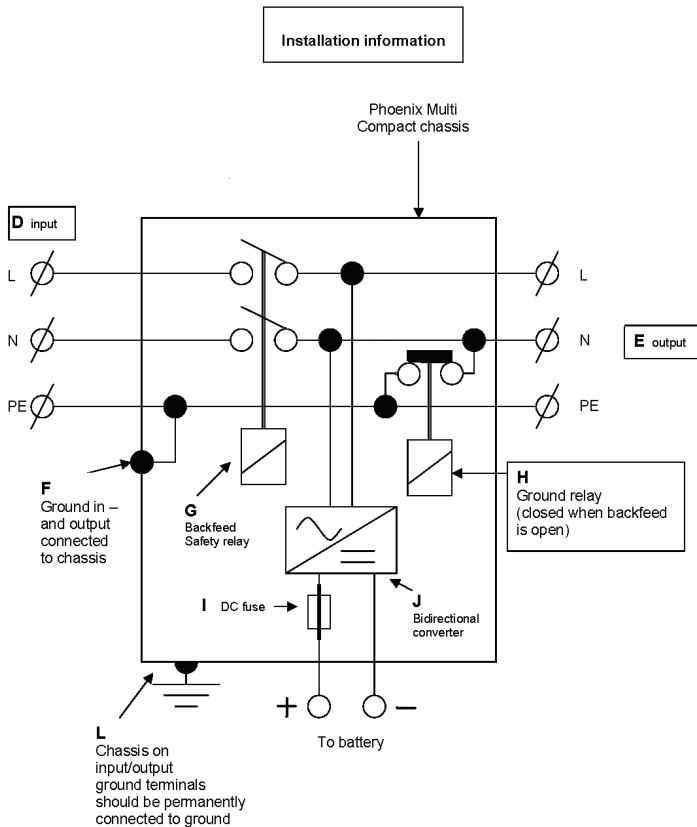 Installation information
Phoenix Multi
Compact chassis
D input
L
L
N
N
E output
PE
PE
F
Ground in –
and output
connected
to chassis
G
Backfeed
Safety relay
H
Ground relay
(closed when backfeed
is open)
I DC fuse
J
Bidirectional
converter
+
–
To battery
L
Chassis on
input/output
ground terminals
should be permanently
connected to ground